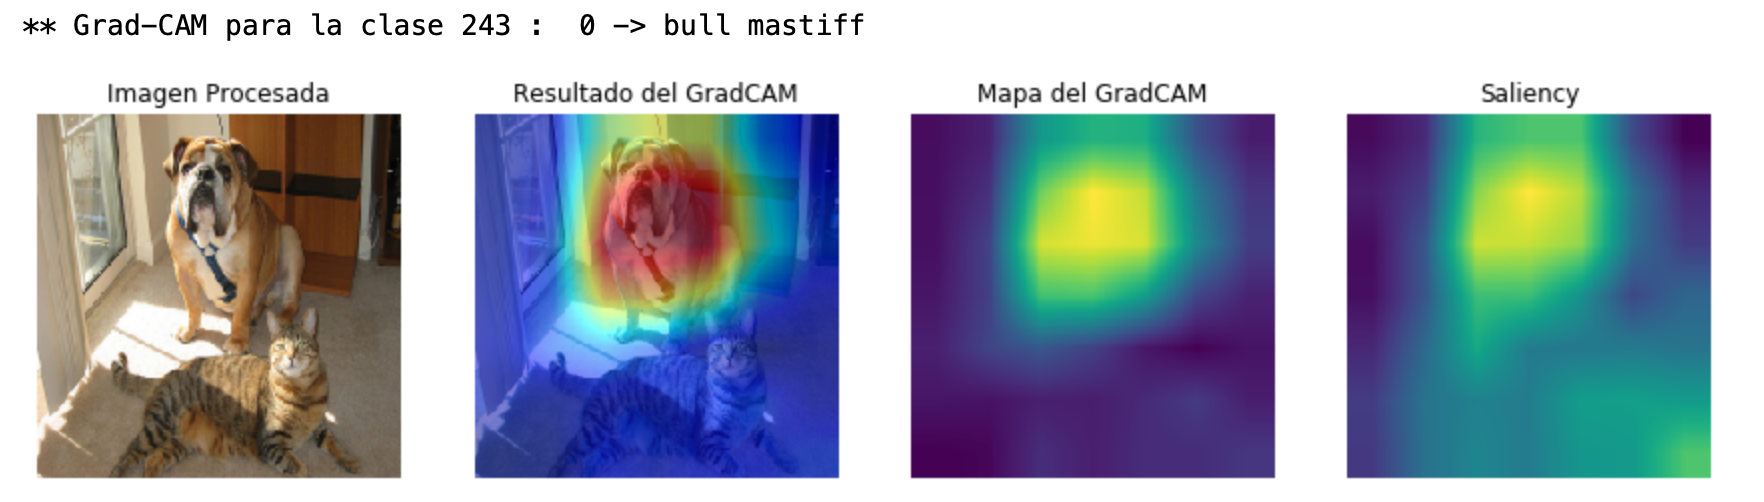 ** Grad-CAM para la clase 243 :  0 -> bull mastiff
Imagen Procesada
Resultado del GradCAM
Mapa del GradCAM
Saliency